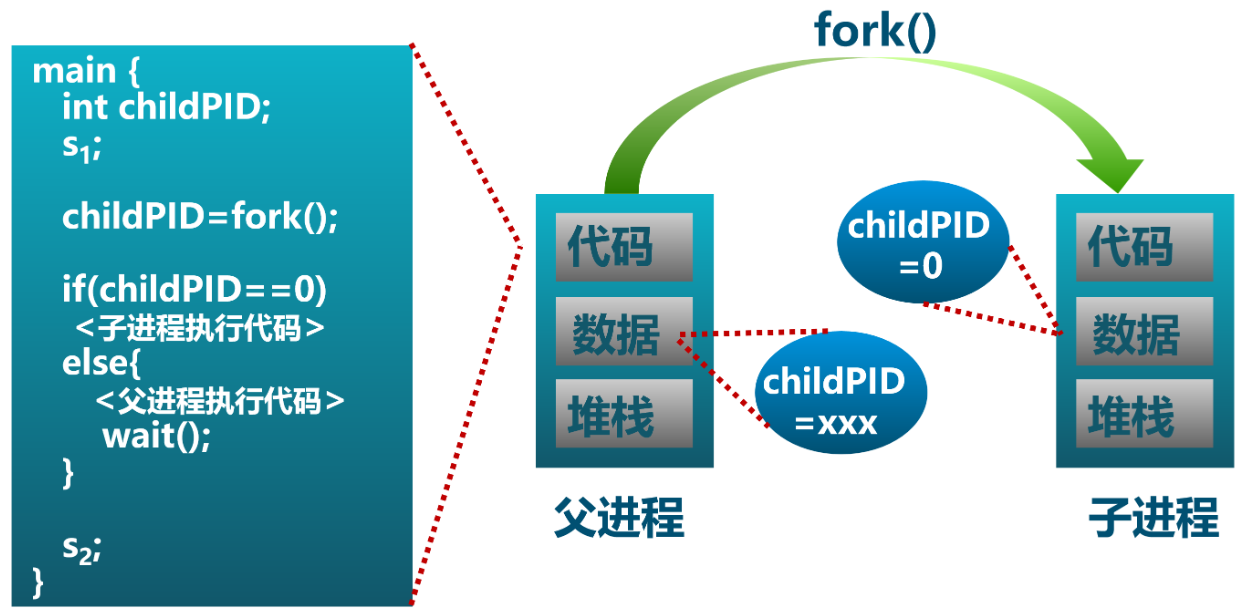 main {
int childPID;
s₁;
childPID=fork();
if(childPID==0)
<子进程执行代码>
else{
<父进程执行代码>
wait();
}
s₂;
}
fork()
代码
数据
堆栈
父进程
childPID
=xxx
childPID
=0
代码
数据
堆栈
子进程